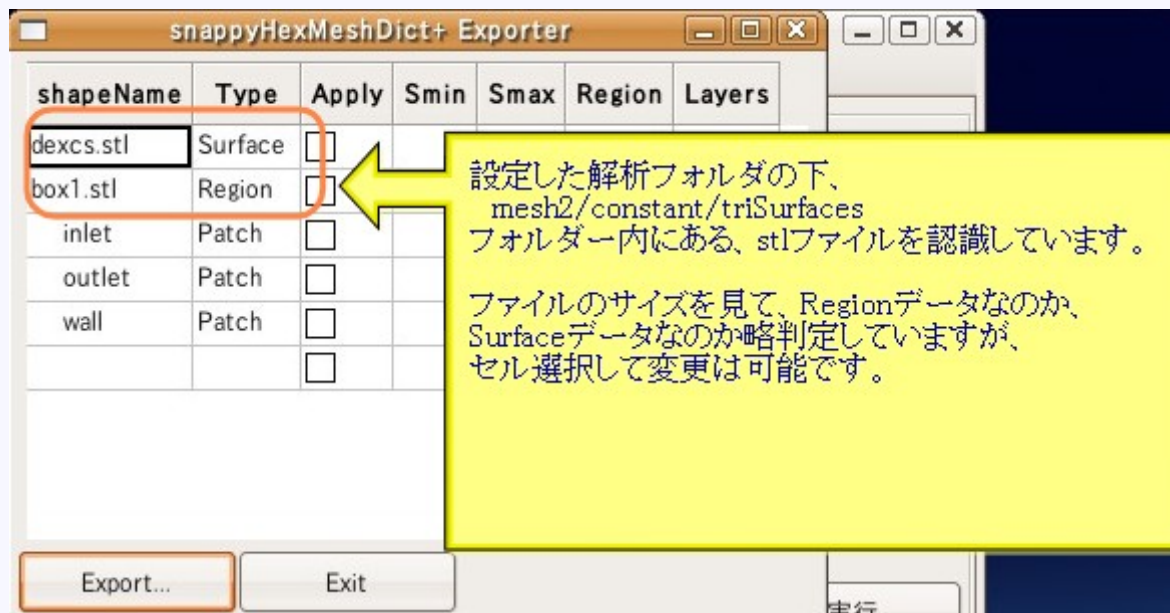 snappyHexMeshDict+ Exporter
shapeName Type Apply Smin Smax Region Layers
dexcs.stl Surface
box1.stl Region
inlet Patch
outlet Patch
wall Patch
設定した解析フォルダの下、
mesh2/constant/triSurfaces
フォルダー内にある、stlファイルを認識しています。
ファイルのサイズを見て、Regionデータなのか、
Surfaceデータなのか略判定していますが、
セル選択して変更は可能です。
Export... Exit
実行